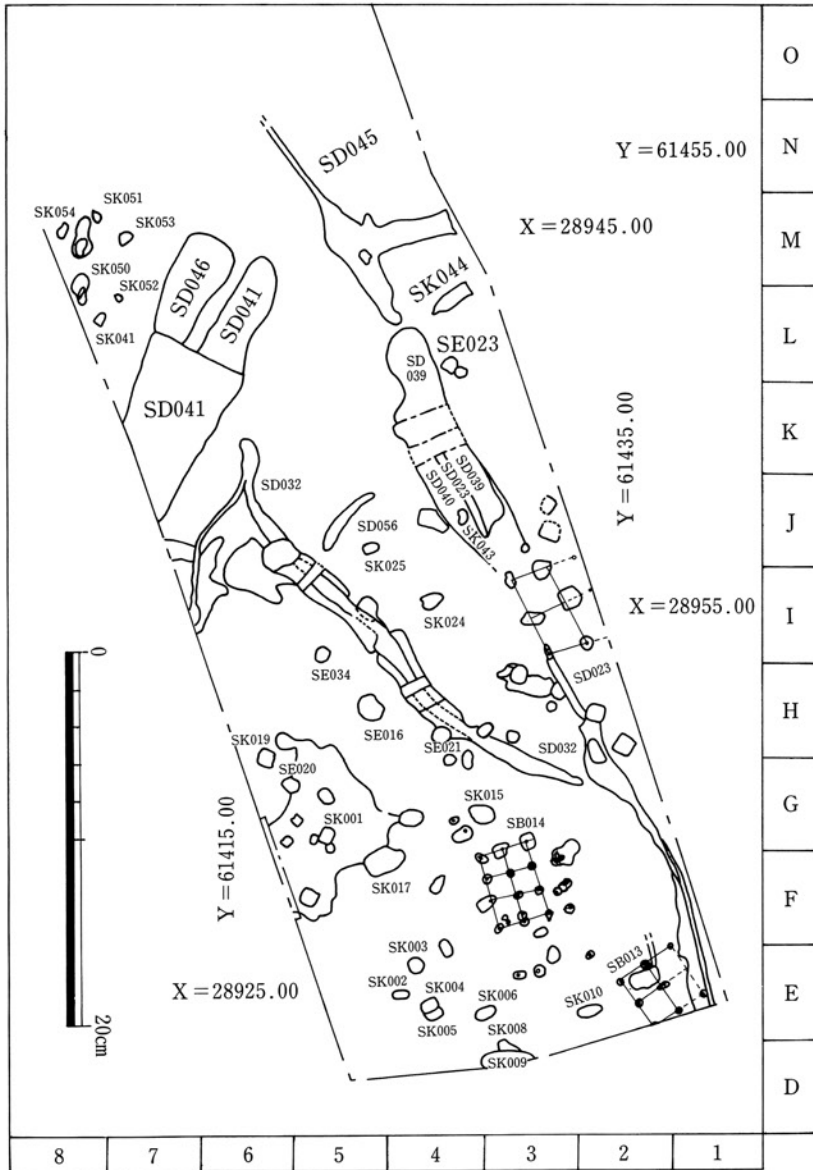 O
N
SD045
Y=61455.00
SK051
SK054
SK053
M
X=28945.00
SD046
SK050
SK052
SD041
SK044
SK041
L
SE023
SD
039
SD041
K
Y=61435.00
SD032
SD039
SD023
SD040
SK043
J
SD056
SK025
X=28955.00
SK024
I
0
SE034
SD023
H
SE016
SK019
SE021
SD032
SE020
SK015
G
SK001
SB014
Y=61415.00
SK017
F
SK003
SB013
SK002
SK004
SK006
SK010
X=28925.00
E
SK005
SK008
20cm
SK009
D
8 7 6 5 4 3 2 1